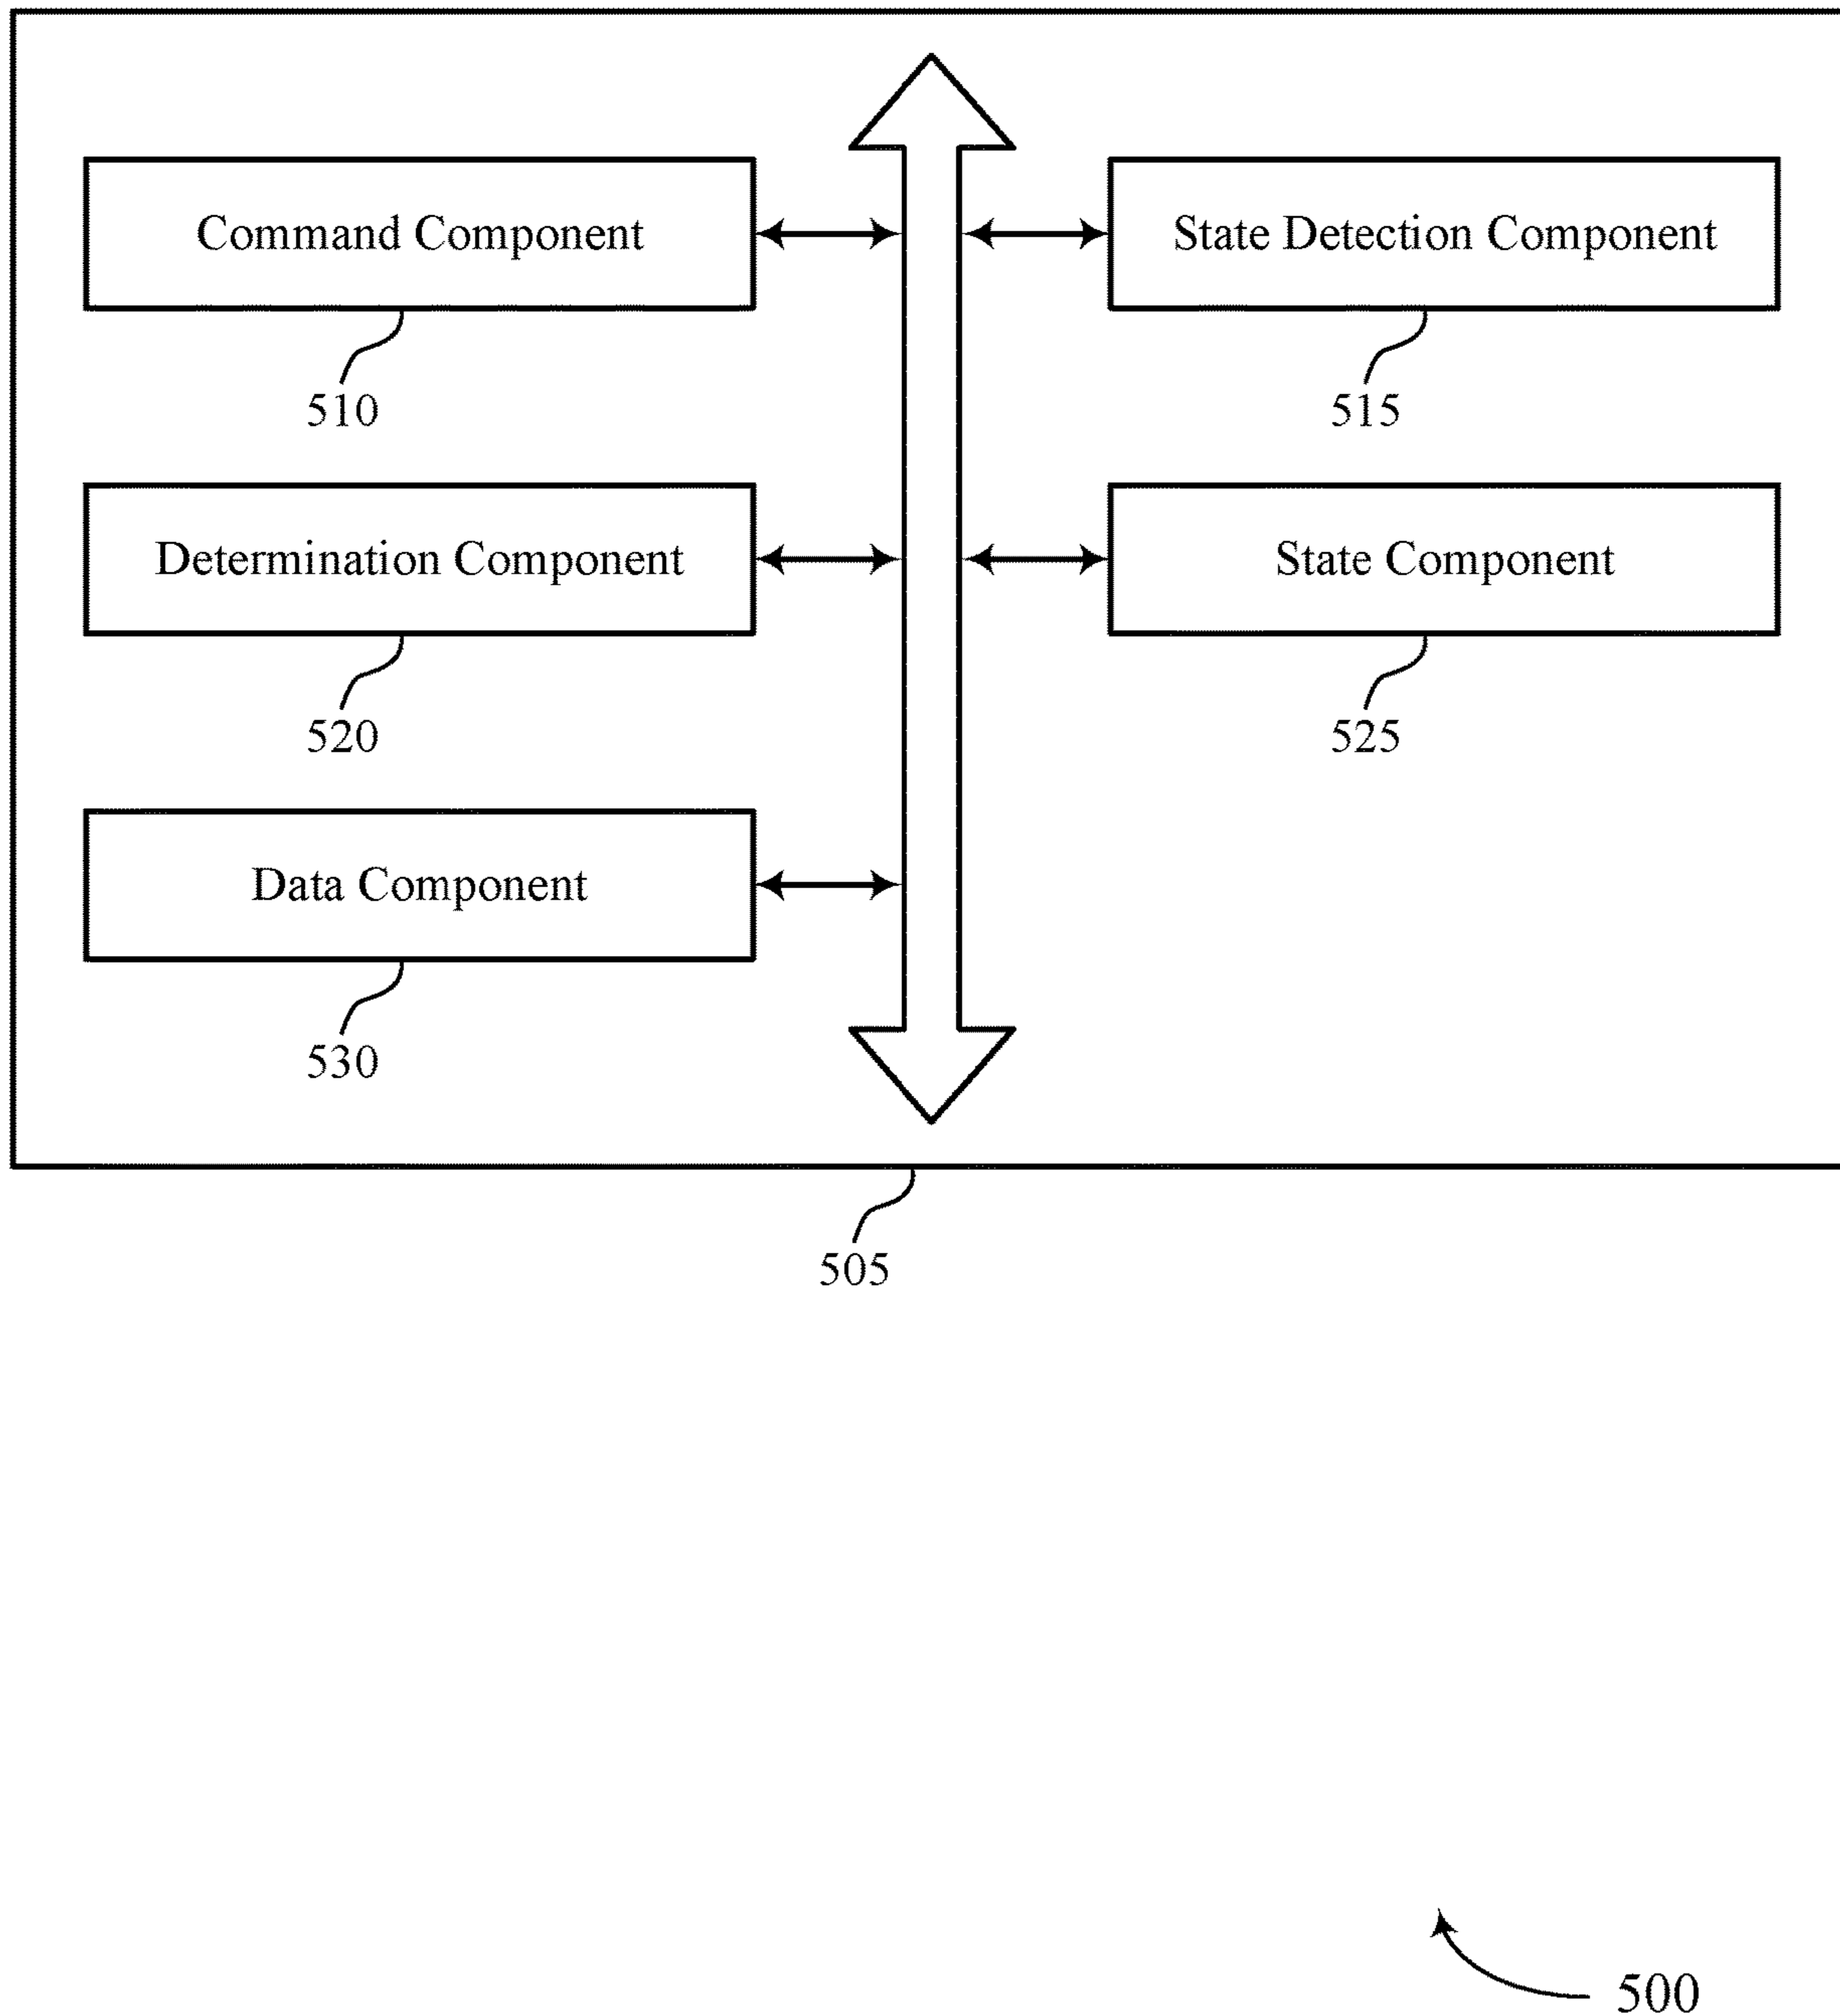 Command Component
State Detection Component
510
515
Determination Component
State Component
520
525
Data Component
530
505
500